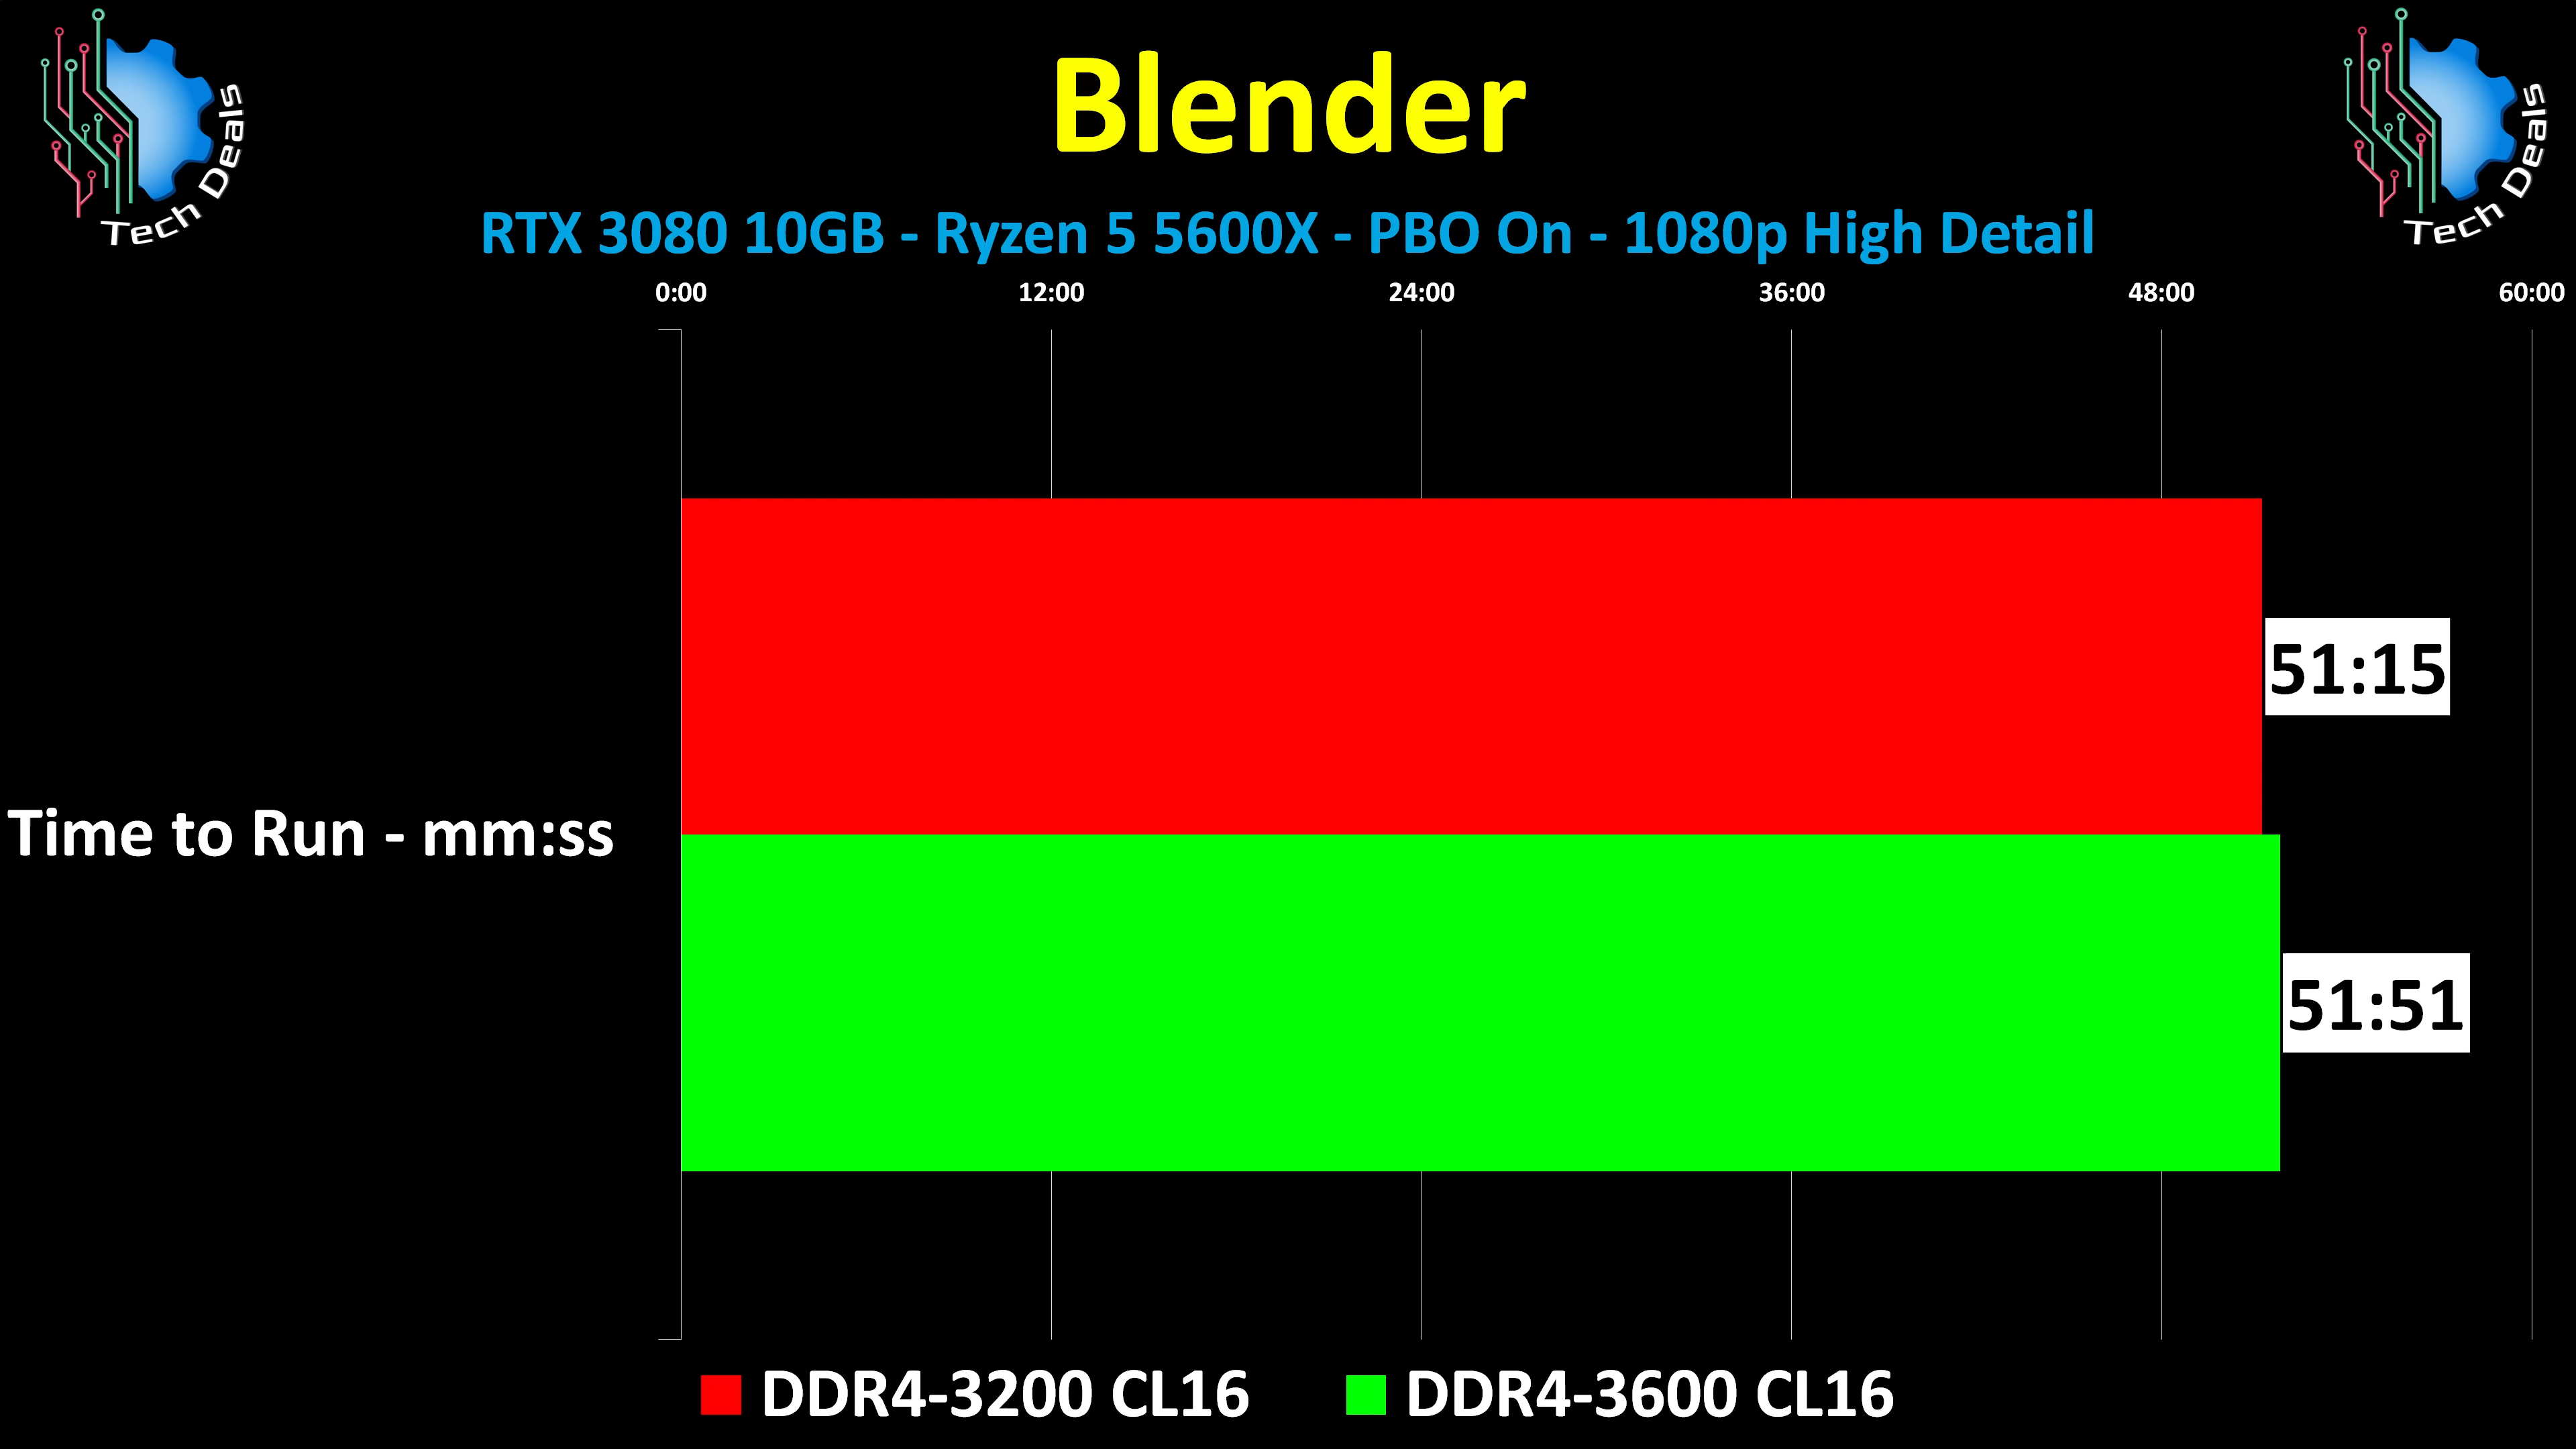 Tech Deals
Blender
Tech Deals
RTX 3080 10GB - Ryzen 5 5600X - PBO On - 1080p High Detail
0:00 12:00 24:00 36:00 48:00 60:00
51:15
Time to Run - mm:ss
51:51
DDR4-3200 CL16 DDR4-3600 CL16